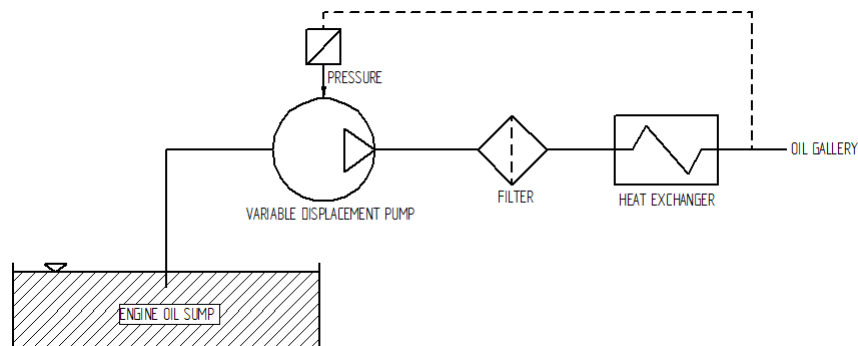 PRESSURE
OIL GALLERY
VARIABLE DISPLACEMENT PUMP
FILTER
HEAT EXCHANGER
ENGINE OIL SUMP